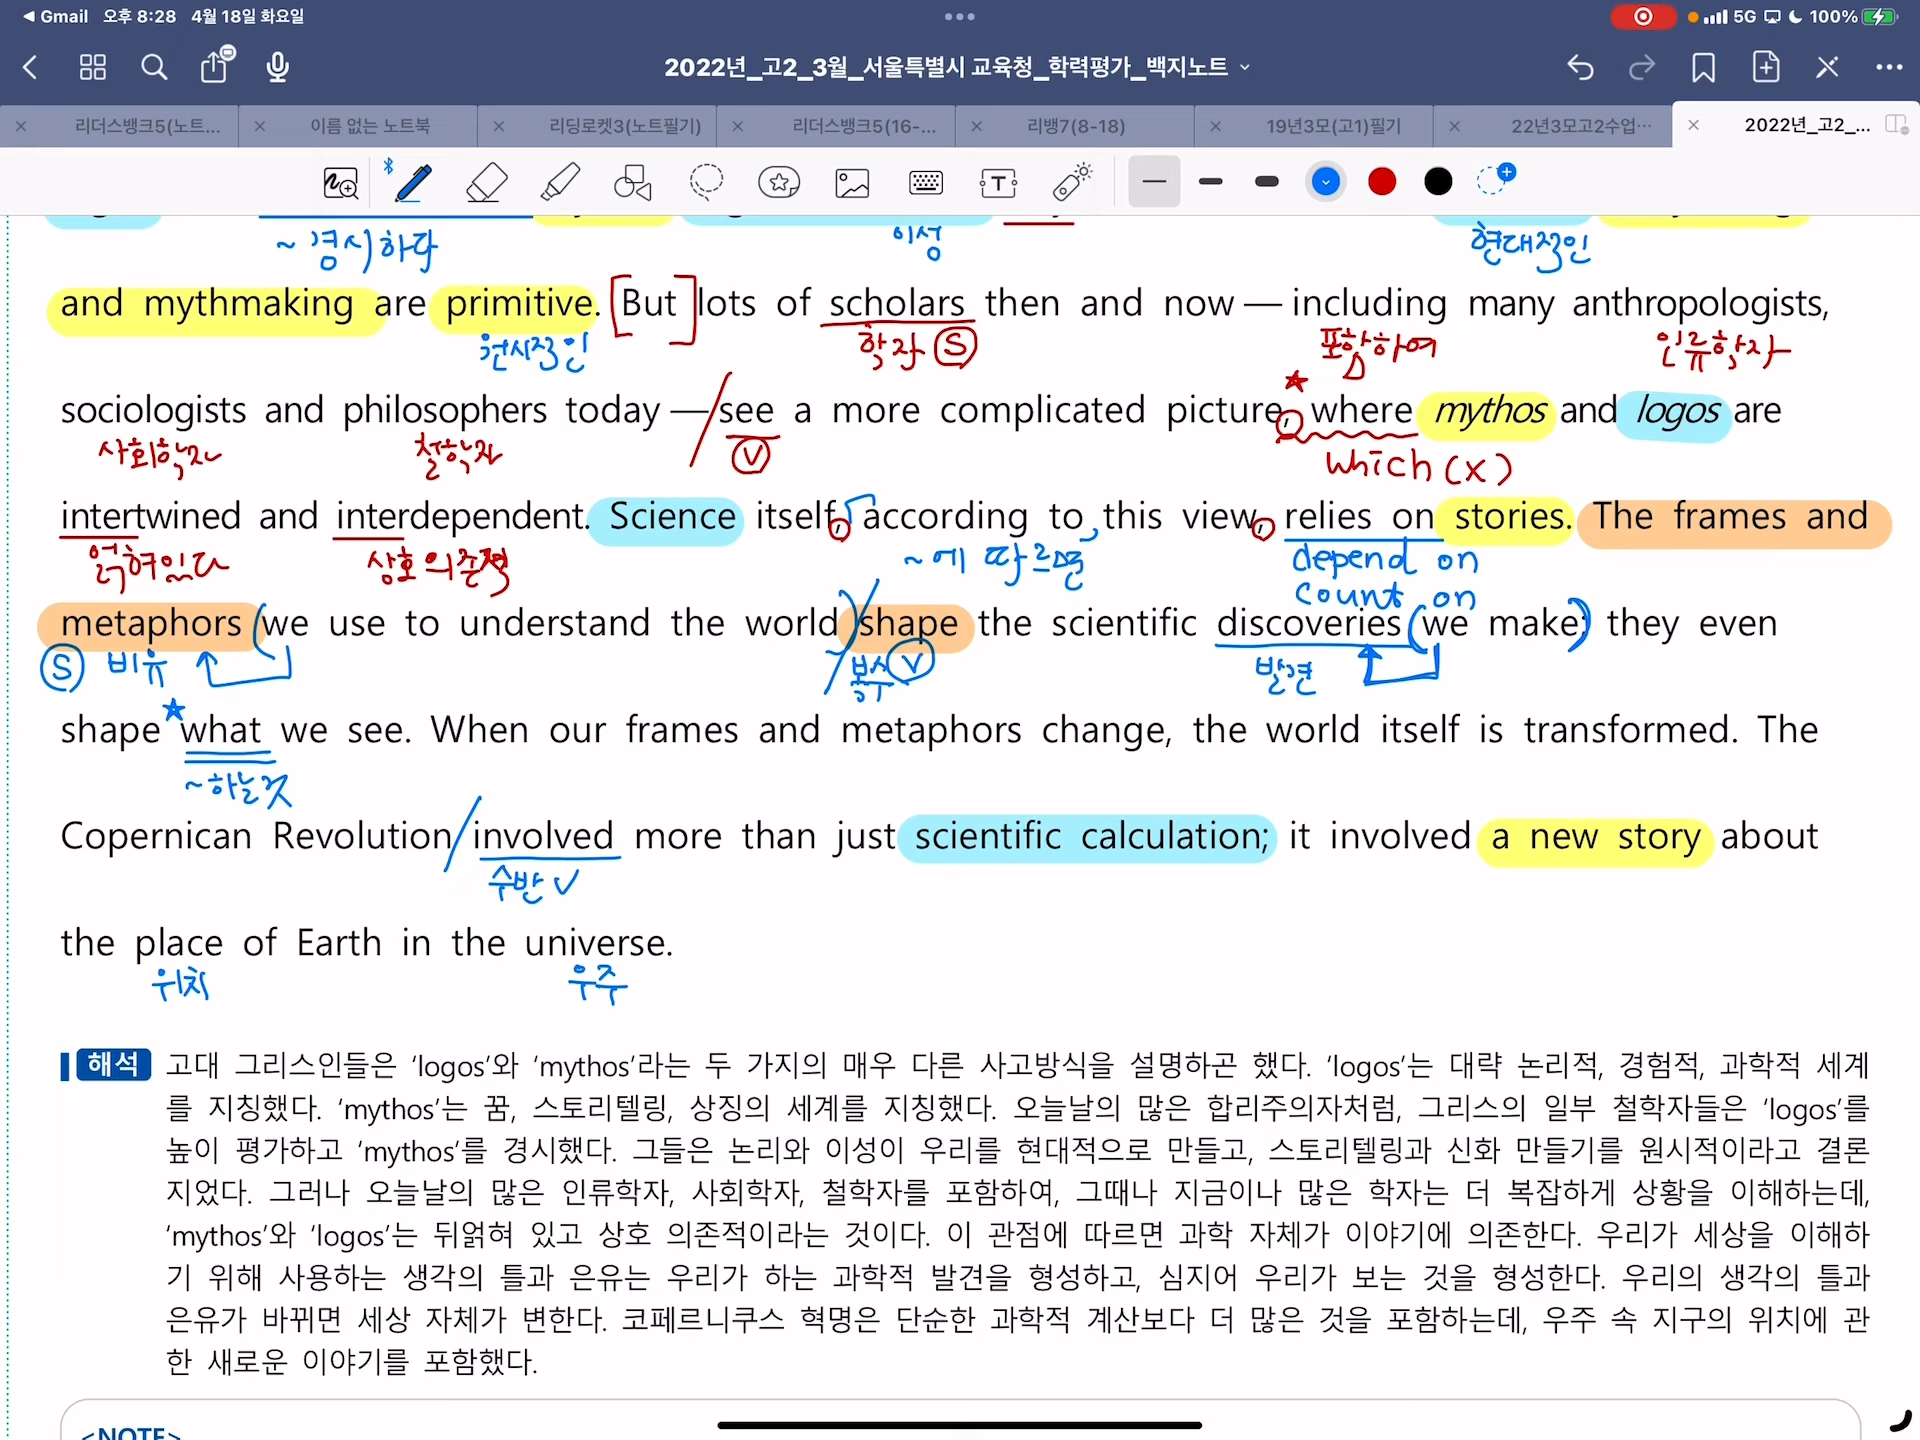 ◀ Gmail 오후 8:28 4월 18일 화요일 5G 100%
2022년_고2_3월_서울특별시 교육청_학력평가_백지노트
리더스뱅크5(노트... 이름 없는 노트북 리딩로켓3(노트필기) 리더스뱅크5(16-... 리뱅7(8-18) 19년3모(고1)필기 22년3모고2수업… 2022년_고2_...
~ 경시하다 이성 현대적인
and mythmaking are primitive. [But] lots of scholars then and now — including many anthropologists,
원시적인 학자 S 포함하여 인류학자
sociologists and philosophers today — / see a more complicated picture, where mythos and logos are
사회학자 철학자 V which (x)
intertwined and interdependent. Science itself, according to this view, relies on stories. The frames and
얽혀있다 상호의존적 ~에 따르면 depend on
count on
metaphors (we use to understand the world) / shape the scientific discoveries (we make;) they even
S 비유 복수 V 발견
shape what we see. When our frames and metaphors change, the world itself is transformed. The
~하는 것
Copernican Revolution / involved more than just scientific calculation; it involved a new story about
수반 V
the place of Earth in the universe.
위치 우주
해석 고대 그리스인들은 ‘logos’와 ‘mythos’라는 두 가지의 매우 다른 사고방식을 설명하곤 했다. ‘logos’는 대략 논리적, 경험적, 과학적 세계
를 지칭했다. ‘mythos’는 꿈, 스토리텔링, 상징의 세계를 지칭했다. 오늘날의 많은 합리주의자처럼, 그리스의 일부 철학자들은 ‘logos’를
높이 평가하고 ‘mythos’를 경시했다. 그들은 논리와 이성이 우리를 현대적으로 만들고, 스토리텔링과 신화 만들기를 원시적이라고 결론
지었다. 그러나 오늘날의 많은 인류학자, 사회학자, 철학자를 포함하여, 그때나 지금이나 많은 학자는 더 복잡하게 상황을 이해하는데,
‘mythos’와 ‘logos’는 뒤얽혀 있고 상호 의존적이라는 것이다. 이 관점에 따르면 과학 자체가 이야기에 의존한다. 우리가 세상을 이해하
기 위해 사용하는 생각의 틀과 은유는 우리가 하는 과학적 발견을 형성하고, 심지어 우리가 보는 것을 형성한다. 우리의 생각의 틀과
은유가 바뀌면 세상 자체가 변한다. 코페르니쿠스 혁명은 단순한 과학적 계산보다 더 많은 것을 포함하는데, 우주 속 지구의 위치에 관
한 새로운 이야기를 포함했다.
<NOTE>